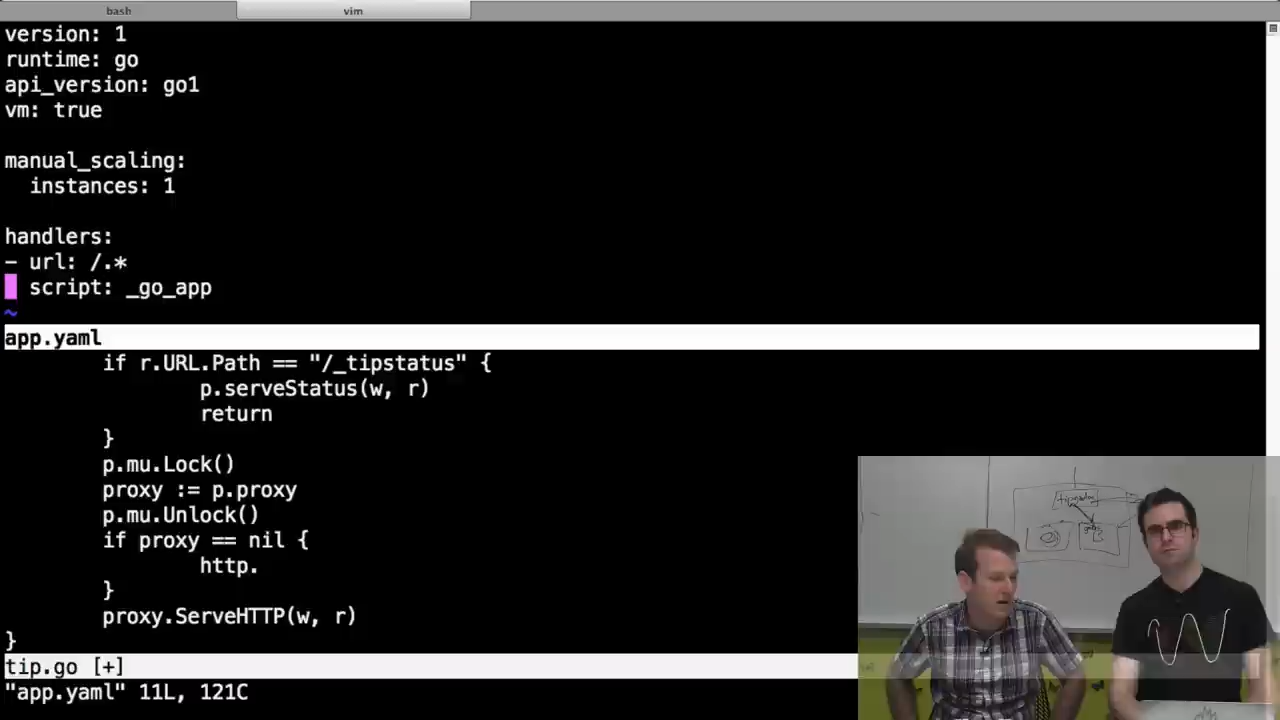 bash vim
version: 1
runtime: go
api_version: go1
vm: true
manual_scaling:
  instances: 1
handlers:
- url: /.*
  script: _go_app
~
app.yaml
        if r.URL.Path == "/_tipstatus" {
                p.serveStatus(w, r)
                return
        }
        p.mu.Lock()
        proxy := p.proxy
        p.mu.Unlock()
        if proxy == nil {
                http.
        }
        proxy.ServeHTTP(w, r)
}
tip.go [+]
"app.yaml" 11L, 121C